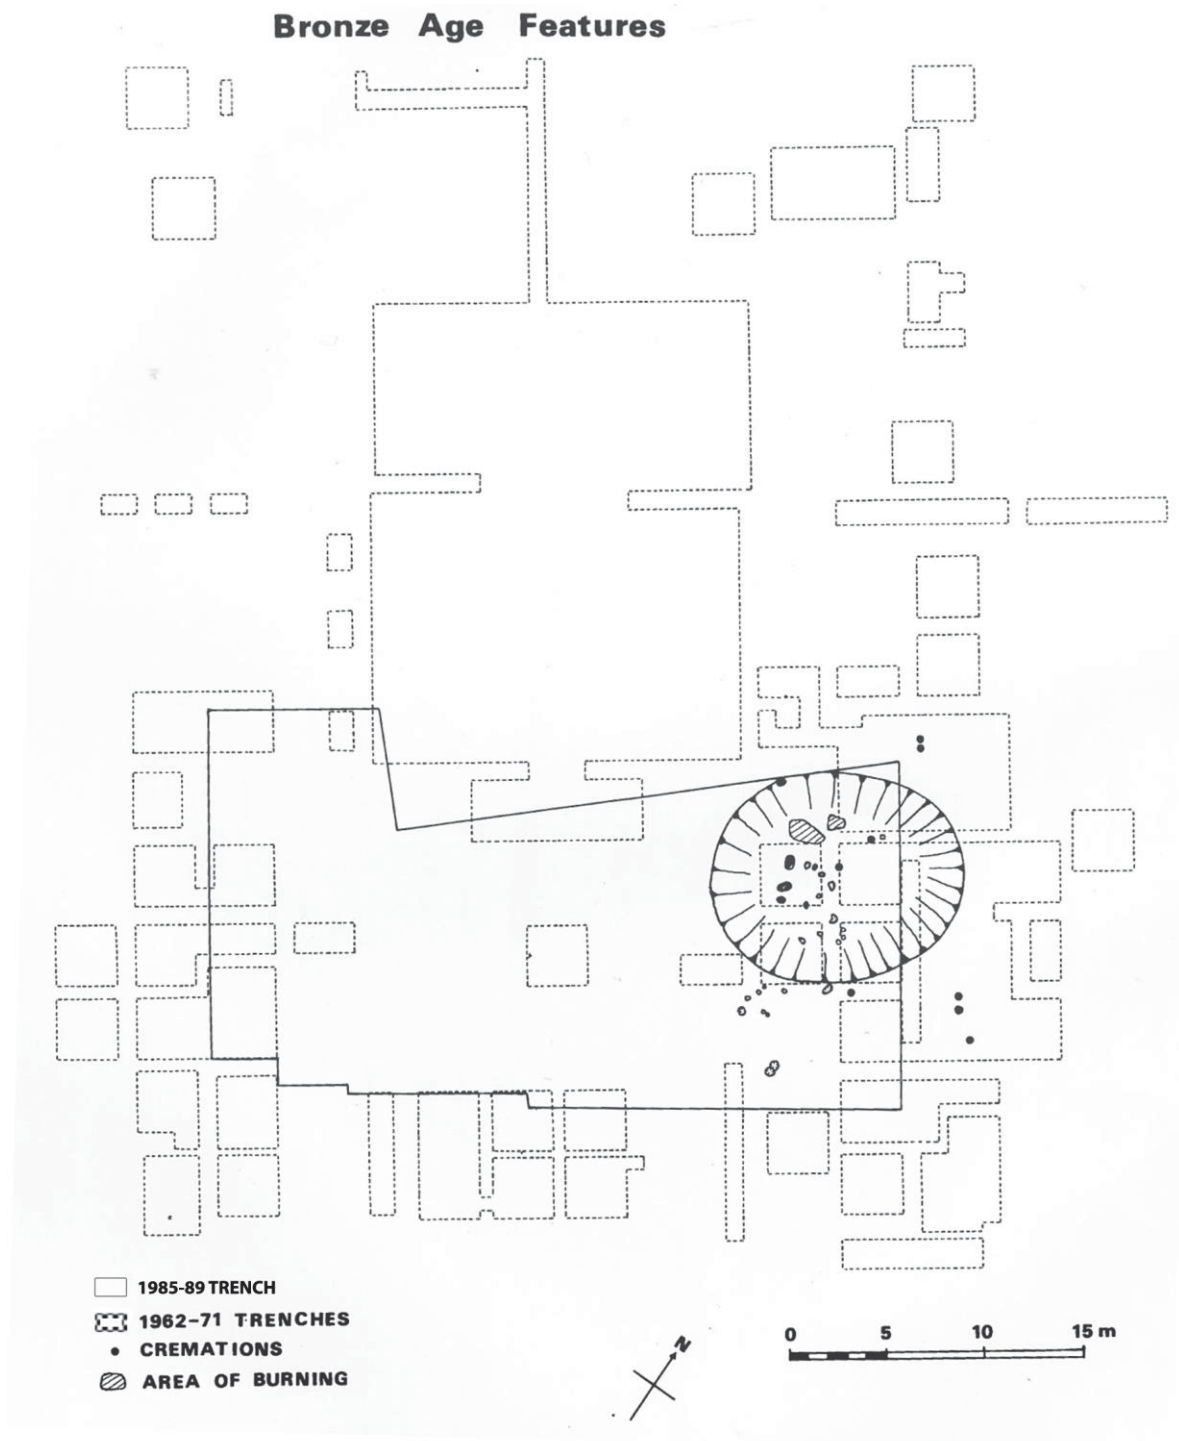 Bronze Age Features
1985-89 TRENCH
1962-71 TRENCHES
CREMATIONS
AREA OF BURNING
N
0 5 10 15 m